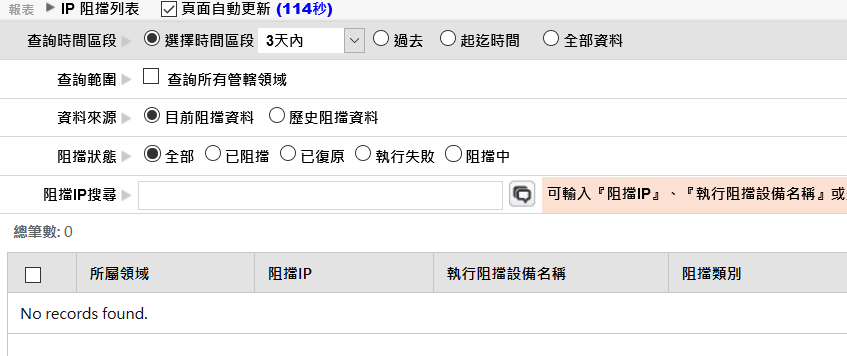 報表 ▶ IP 阻擋列表 ☑ 頁面自動更新 (114秒)
查詢時間區段 選擇時間區段 3天內 過去 起迄時間 全部資料
查詢範圍 查詢所有管轄領域
資料來源 目前阻擋資料 歷史阻擋資料
阻擋狀態 全部 已阻擋 已復原 執行失敗 阻擋中
阻擋IP搜尋 可輸入『阻擋IP』、『執行阻擋設備名稱』或
總筆數: 0
所屬領域 阻擋IP 執行阻擋設備名稱 阻擋類別
No records found.